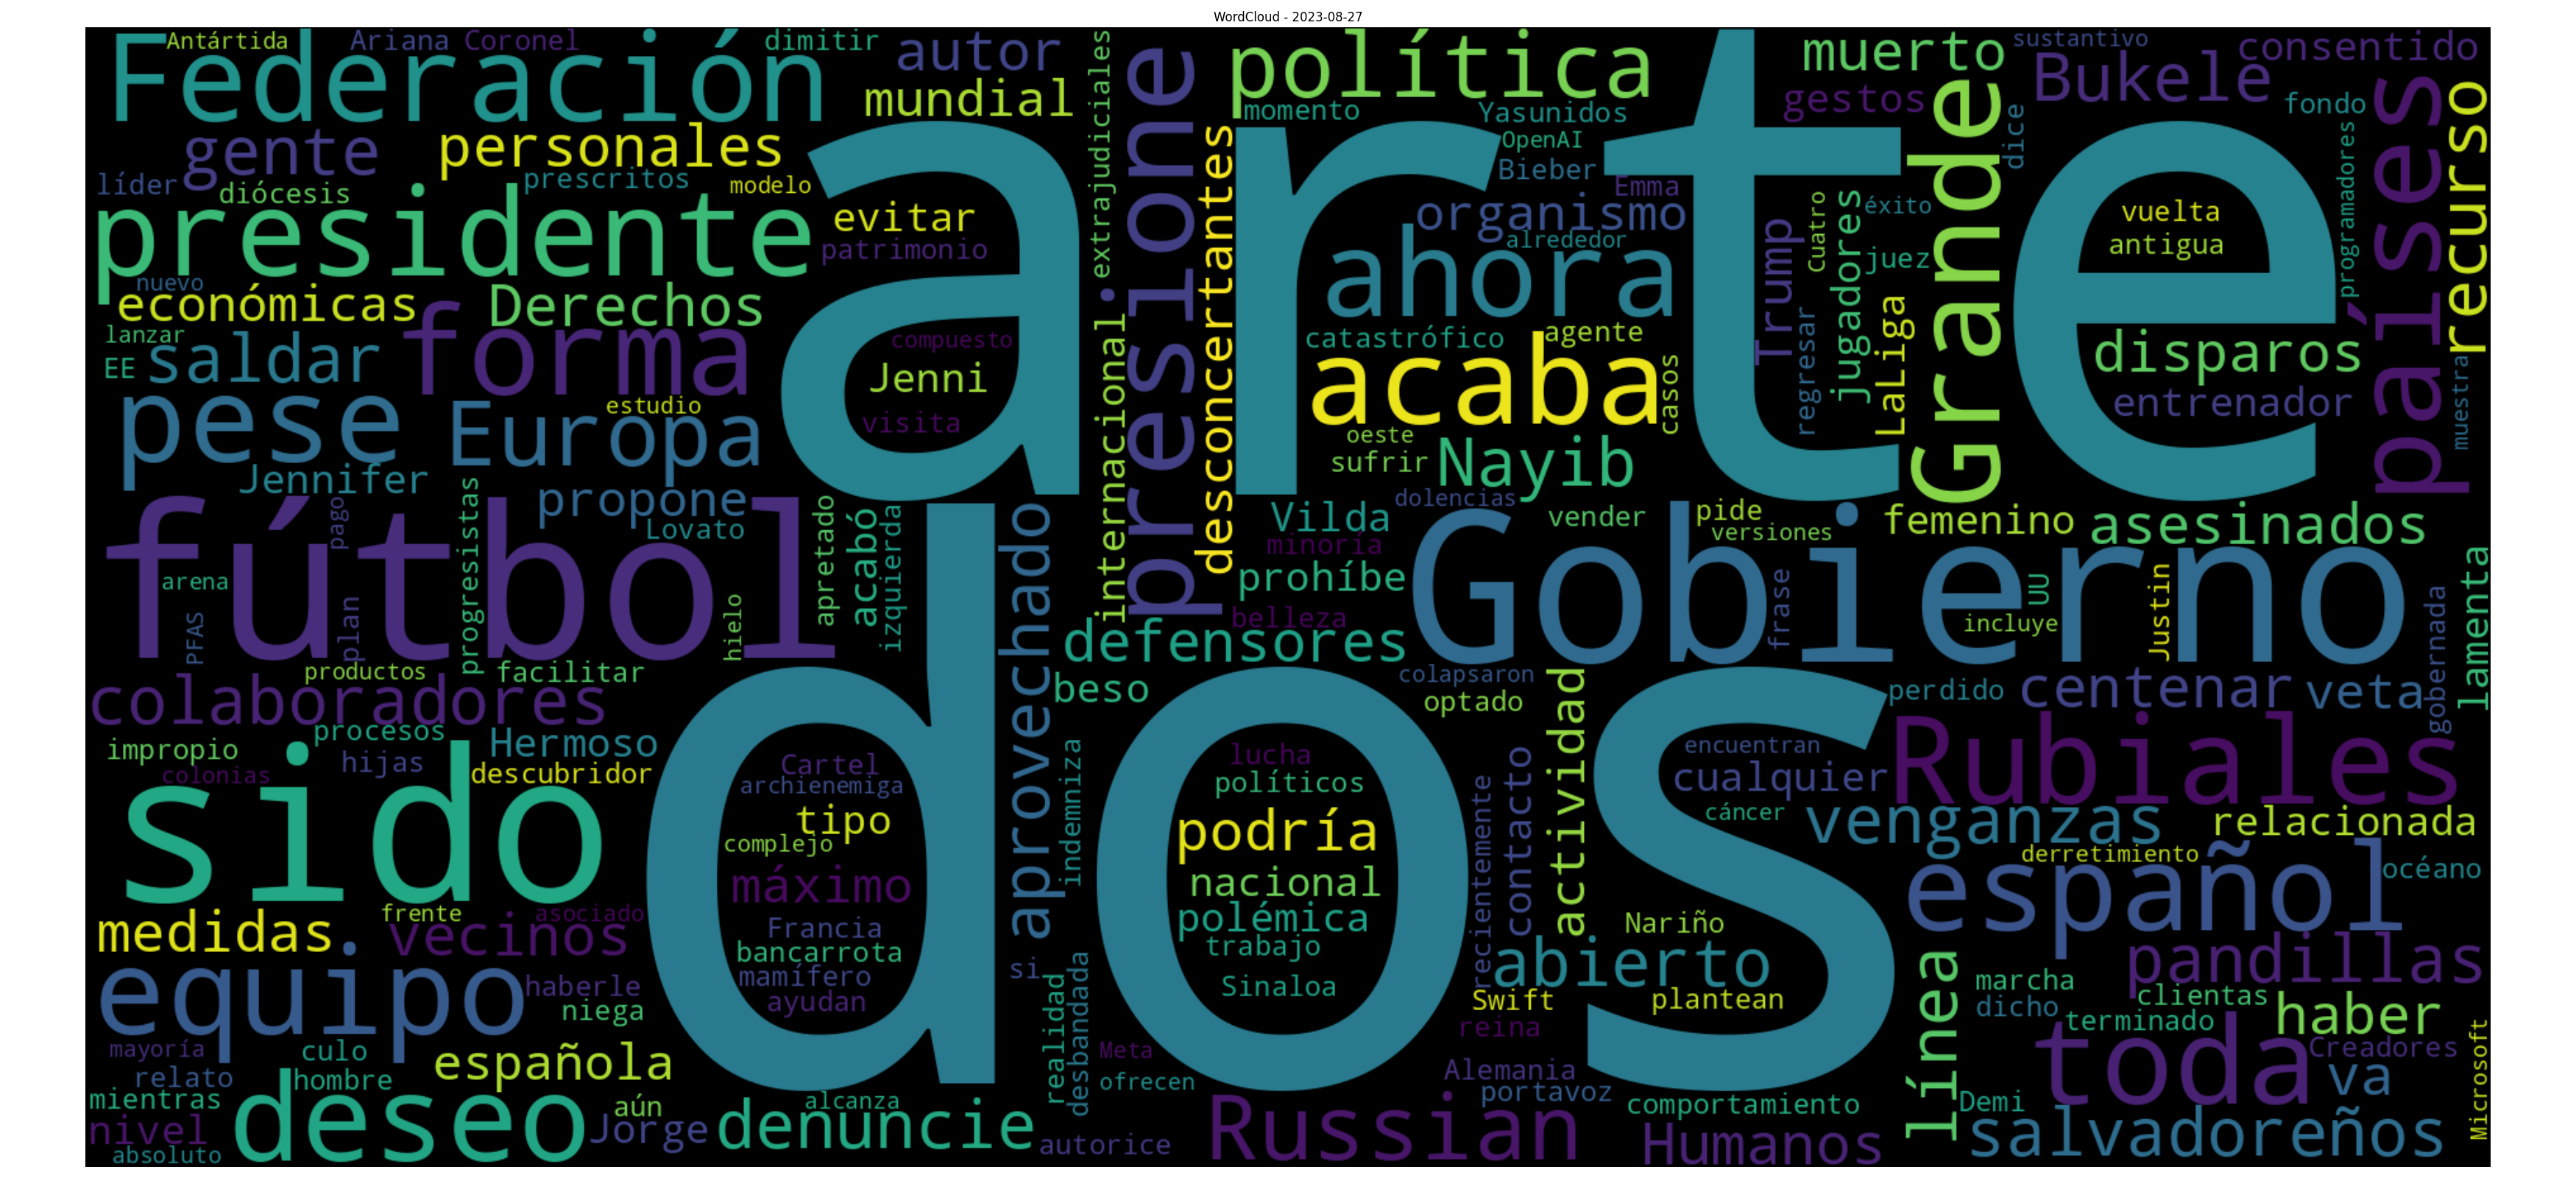 WordCloud - 2023-08-27
Antártida
Ariana
Coronel
dimitir
autor
Federación
mundial
gente
personales
líder
diócesis
prescritos
modelo
presidente
evitar
patrimonio
nuevo
económicas
Derechos
forma
lanzar
EE
saldar
compuesto
Jenni
visita
pese
Europa
estudio
Jennifer
propone
Lovato
arte
extrajudiciales
internacional.
presione
desconcertantes
política
momento
Yasunidos
OpenAI
Bieber
Emma
organismo
alrededor
ahora
catastrófico
agente
acaba
casos
oeste
sufrir
Nayib
dolencias
muerto
gestos
Trump
Cuatro
regresar
jugadores
éxito
juez
LaLiga
Grande
sustantivo
consentido
Bukele
fondo
dice
vuelta
antigua
programadores
disparos
entrenador
países
recurso
muestra
fútbol
pago
progresistas
apretado
acabó
izquierda
arena
PFAS
plan
hielo
productos
facilitar
colaboradores
procesos
impropio
colonias
hijas
Hermoso
descubridor
sido
dos
aprovechado
Vilda
minoría
prohíbe
belleza
defensores
beso
vender
pide
versiones
femenino
asesinados
Gobierno
frase
incluye
UU
Justin
gobernada
lamenta
colapsaron
optado
actividad
perdido
centenar
veta
Rubiales
encuentran
cualquier
cáncer
venganzas
relacionada
derretimiento
océano
español
Cartel
archienemiga
tipo
complejo
máximo
Francia
bancarrota
mamífero
ayudan
indemniza
lucha
políticos
podría
nacional
polémica
trabajo
Sinaloa
recientemente
contacto
Nariño
abierto
Swift
plantean
reina
medidas.
frente
asociado
vecinos
equipo
haberle
niega
si
realidad
desbandada
línea
pandillas
marcha
dicho
clientas
terminado
haber
Creadores
toda
va
Microsoft
mayoría
culo
española
relato
hombre
mientras
nivel
absoluto
deseo
aún
Jorge
alcanza
denuncie
Meta
ofrecen
autorice
Russian
Alemania
portavoz
comportamiento
Humanos
Demi
salvadoreños